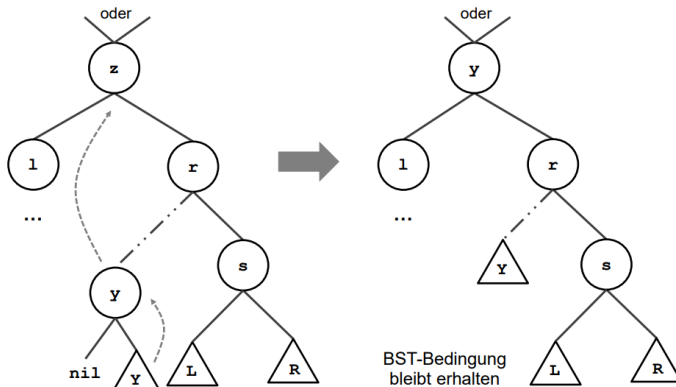 oder
z
l
r
...
y
s
nil
Y
L
R
oder
y
l
r
...
Y
s
L
R
BST-Bedingung
bleibt erhalten